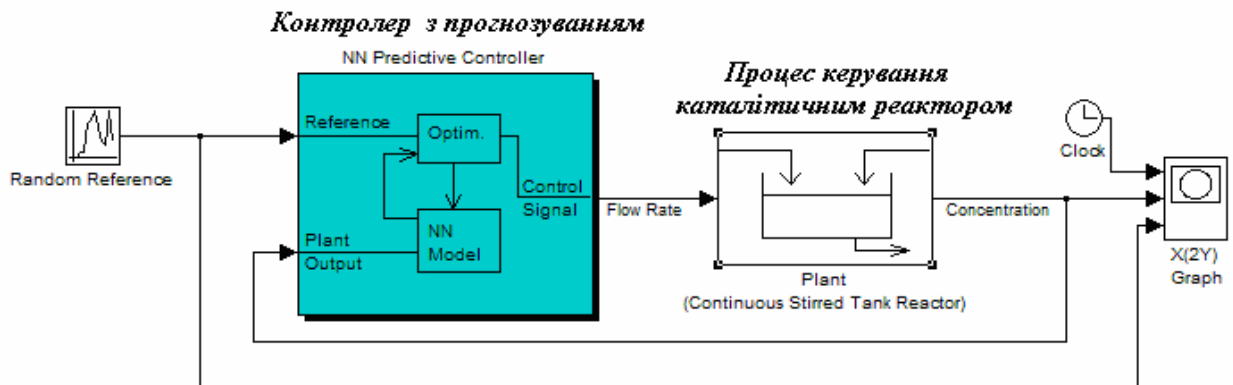 Контролер з прогнозуванням
NN Predictive Controller
Процес керування
каталітичним реактором
Random Reference
Reference
Optim.
Control
Signal
Plant
Output
NN
Model
Flow Rate
Plant
(Continuous Stirred Tank Reactor)
Concentration
Clock
X(2Y)
Graph